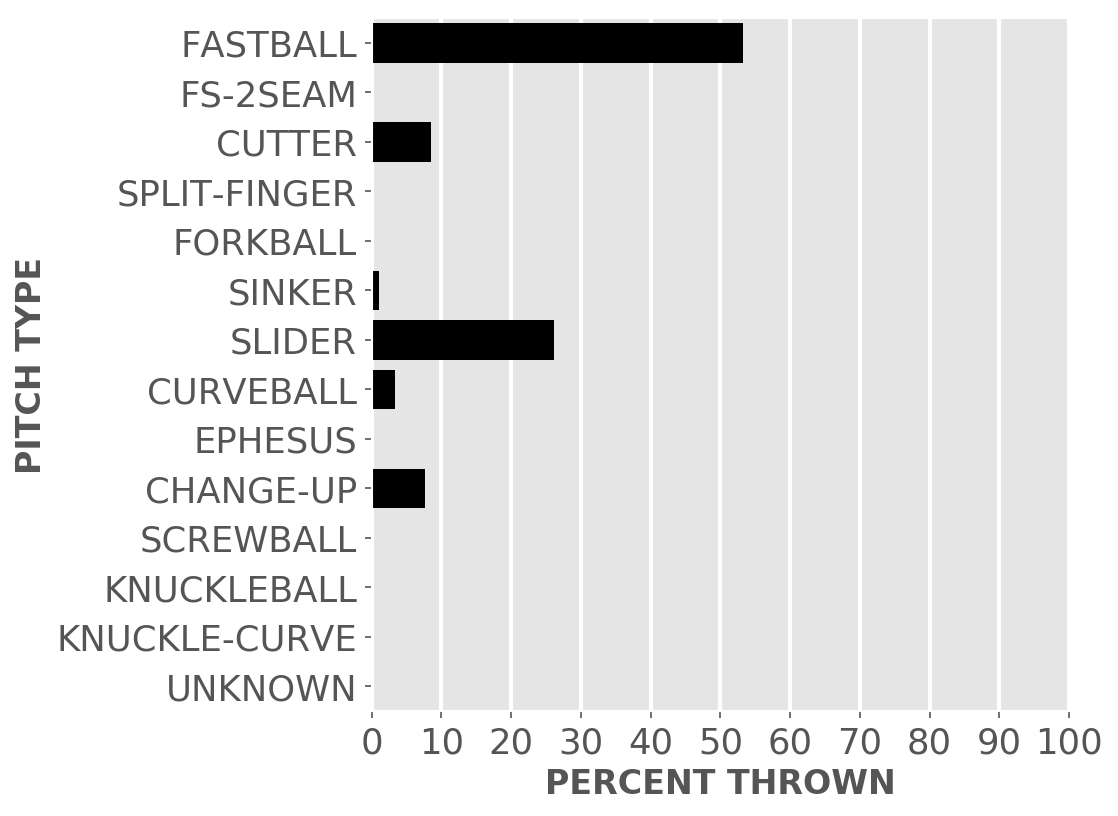 FASTBALL
FS-2SEAM
CUTTER
SPLIT-FINGER
FORKBALL
SINKER
SLIDER
CURVEBALL
EPHESUS
CHANGE-UP
SCREWBALL
KNUCKLEBALL
KNUCKLE-CURVE
UNKNOWN
PITCH TYPE
0 10 20 30 40 50 60 70 80 90 100
PERCENT THROWN